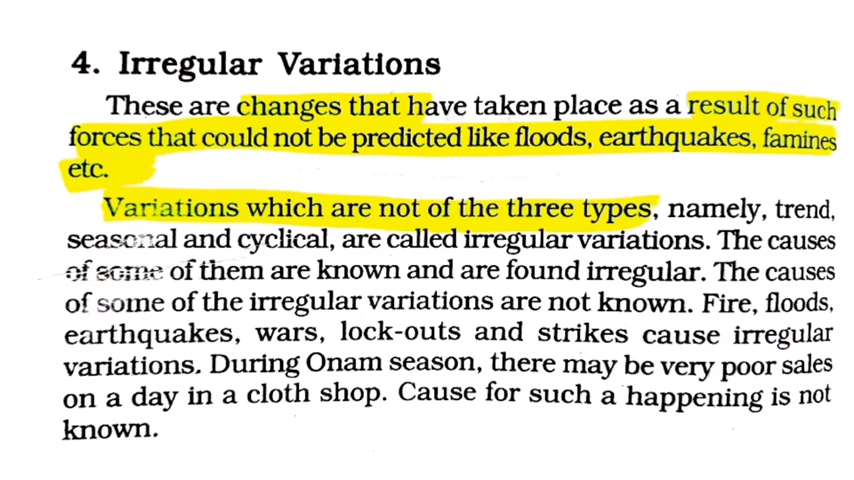 4. Irregular Variations
These are changes that have taken place as a result of such
forces that could not be predicted like floods, earthquakes, famines
etc.
Variations which are not of the three types, namely, trend,
seasonal and cyclical, are called irregular variations. The causes
of some of them are known and are found irregular. The causes
of some of the irregular variations are not known. Fire, floods,
earthquakes, wars, lock-outs and strikes cause irregular
variations. During Onam season, there may be very poor sales
on a day in a cloth shop. Cause for such a happening is not
known.